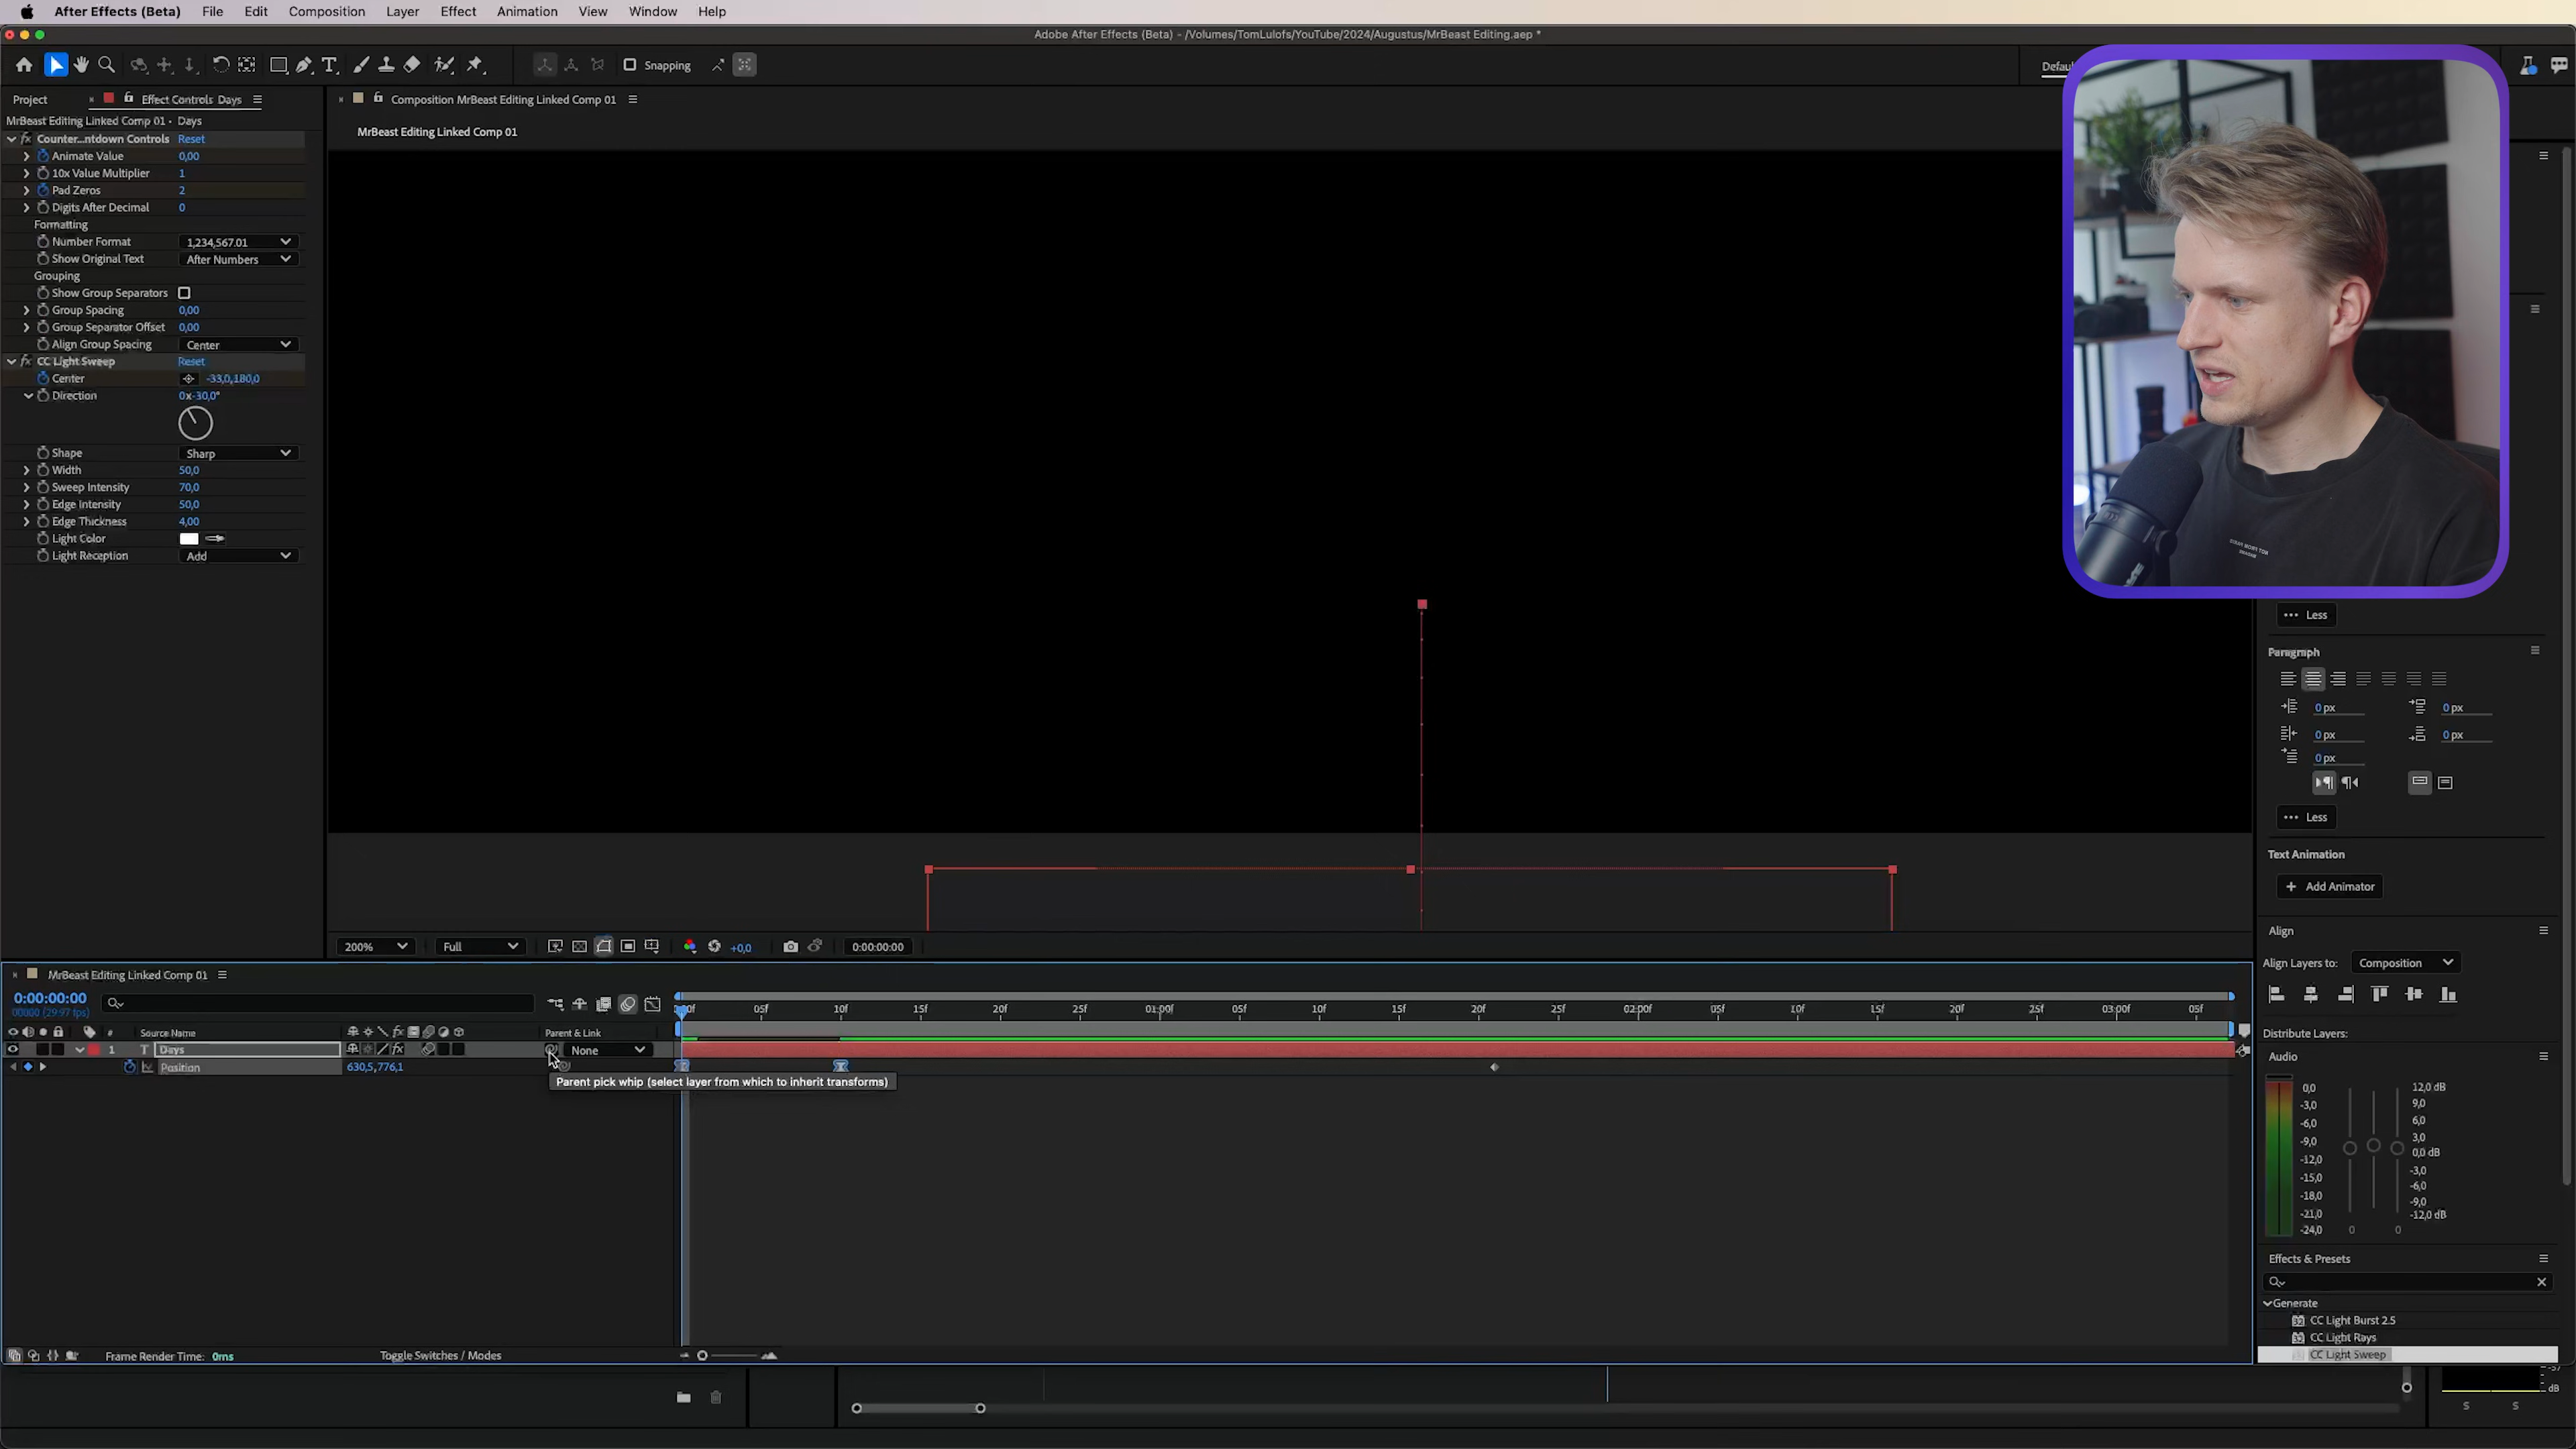 After Effects (Beta) File Edit Composition Layer Effect Animation View Window Help
Adobe After Effects (Beta) - /Volumes/TomLulofs/YouTube/2024/Augustus/MrBeast Editing.aep *
Snapping
Defau
Project Effect Controls Days
Composition MrBeast Editing Linked Comp 01
MrBeast Editing Linked Comp 01 · Days
MrBeast Editing Linked Comp 01
Counter...ntdown Controls Reset
Animate Value 0,00
10x Value Multiplier 1
Pad Zeros 2
Digits After Decimal 0
Formatting
Number Format 1,234,567.01
Show Original Text After Numbers
Grouping
Show Group Separators
Group Spacing 0,00
Group Separator Offset 0,00
Align Group Spacing Center
CC Light Sweep Reset
Center -33,0,180,0
Direction 0x-30,0°
Shape Sharp
Width 50,0
Sweep Intensity 70,0
Edge Intensity 50,0
Edge Thickness 4,00
Light Color
Light Reception Add
Less
Paragraph
0 px 0 px
0 px 0 px
0 px
Less
Text Animation
+ Add Animator
Align
Align Layers to: Composition
Distribute Layers:
Audio
0,0 12,0 dB
-3,0 9,0
-6,0 6,0
-9,0 3,0
-12,0 0,0 dB
-15,0 -3,0
-18,0 -6,0
-21,0 -9,0
-24,0 0 0 -12,0 dB
Effects & Presets
Generate
CC Light Burst 2.5
CC Light Rays
CC Light Sweep
200% Full +0,0 0:00:00:00
MrBeast Editing Linked Comp 01
0:00:00:00
00000 (29.97 fps)
05f 10f 15f 20f 25f 01:00f 05f 10f 15f 20f 25f 02:00f 05f 10f 15f 20f 25f 03:00f 05f
# Source Name fx Parent & Link
1 T Days fx None
Position 630,5,776,1
Parent pick whip (select layer from which to inherit transforms)
Frame Render Time: 0ms Toggle Switches / Modes
-57
dB
S S